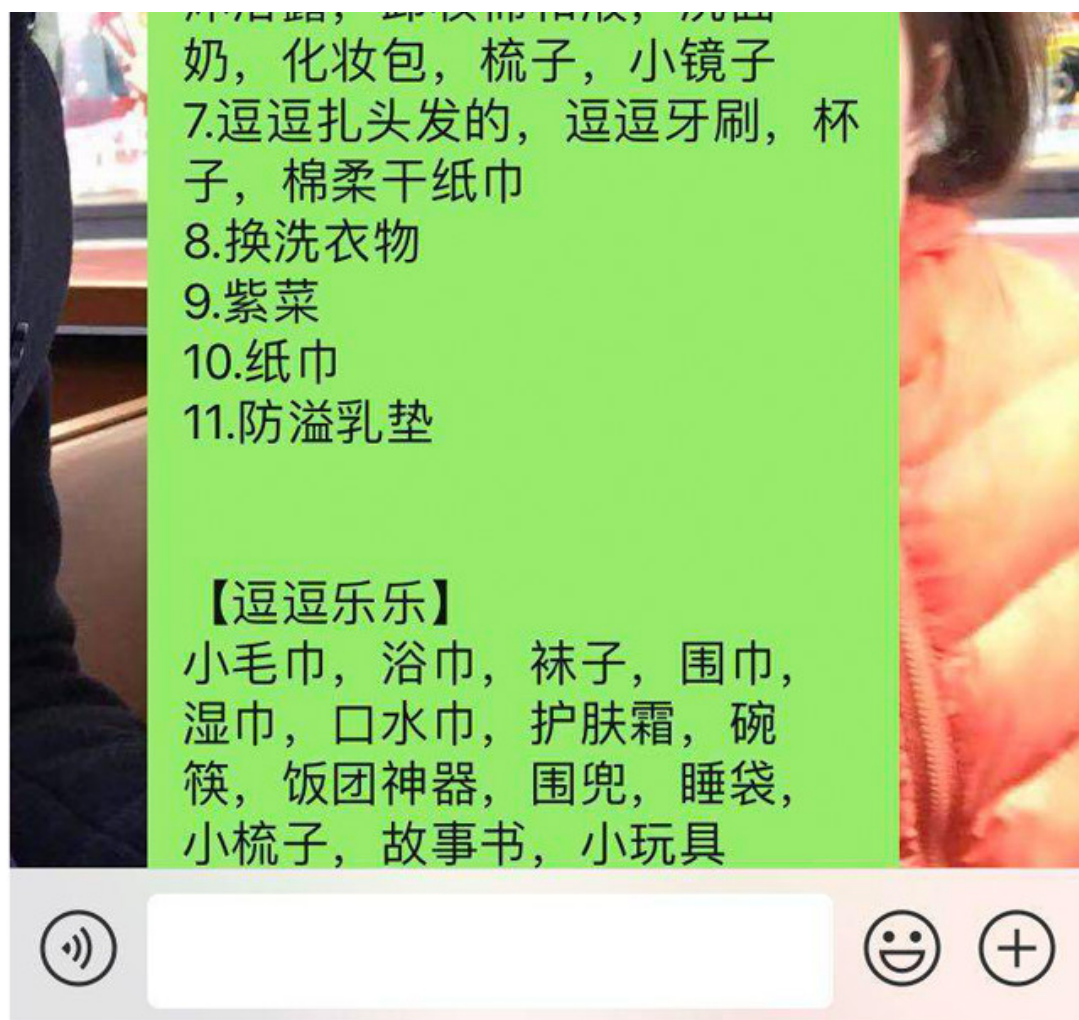 奶，化妆包，梳子，小镜子
7.逗逗扎头发的，逗逗牙刷，杯
子，棉柔干纸巾
8.换洗衣物
9.紫菜
10.纸巾
11.防溢乳垫
【逗逗乐乐】
小毛巾，浴巾，袜子，围巾，
湿巾，口水巾，护肤霜，碗
筷，饭团神器，围兜，睡袋，
小梳子，故事书，小玩具